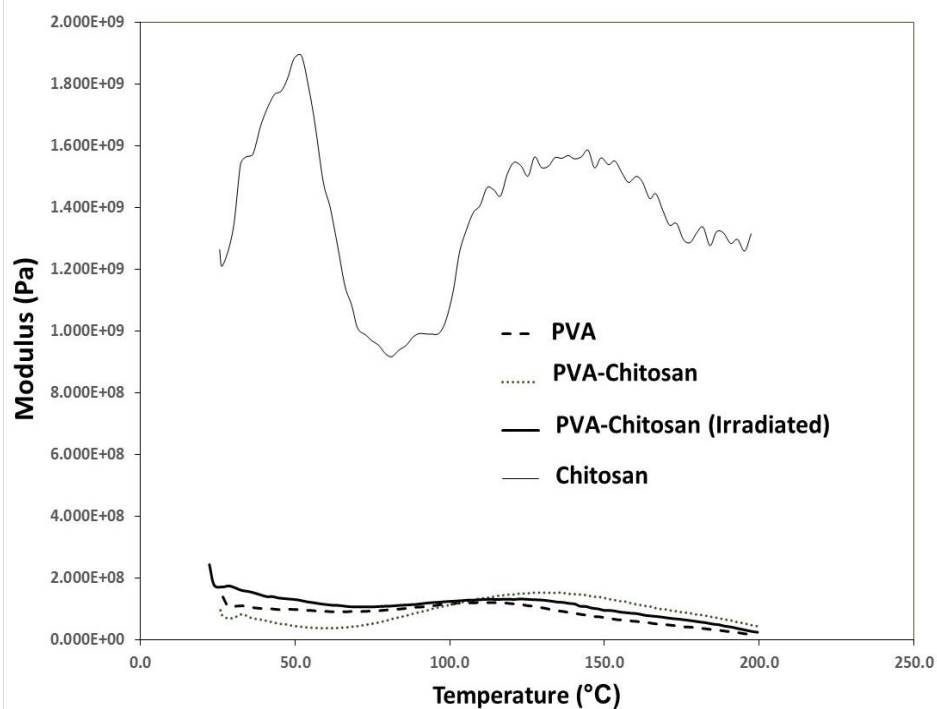 2.000E+09
1.800E+09
1.600E+09
1.400E+09
1.200E+09
1.000E+09
8.000E+08
6.000E+08
4.000E+08
2.000E+08
0.000E+00
Modulus (Pa)
PVA
PVA-Chitosan
PVA-Chitosan (Irradiated)
Chitosan
0.0 50.0 100.0 150.0 200.0 250.0
Temperature (°C)